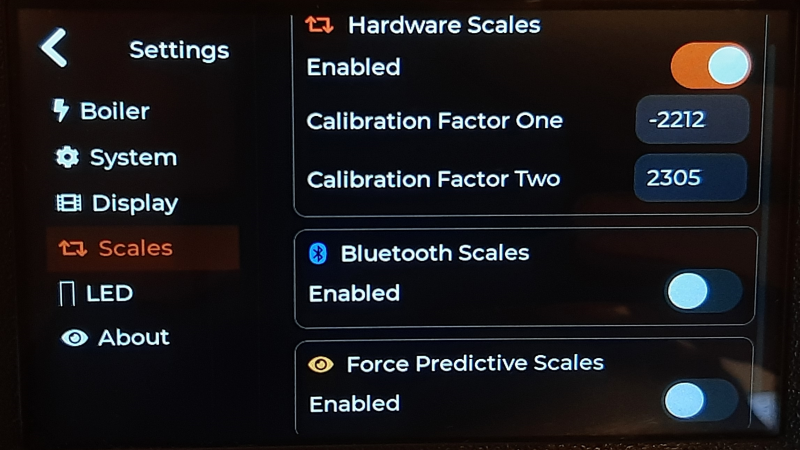 Settings
Boiler
System
Display
Scales
LED
About
Hardware Scales
Enabled
Calibration Factor One
-2212
Calibration Factor Two
2305
Bluetooth Scales
Enabled
Force Predictive Scales
Enabled